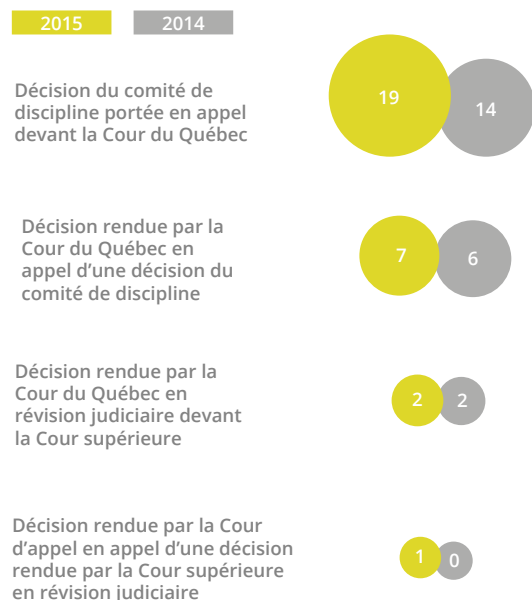 2015 2014
Décision du comité de
discipline portée en appel
devant la Cour du Québec
19 14
Décision rendue par la
Cour du Québec en
appel d’une décision du
comité de discipline
7 6
Décision rendue par la
Cour du Québec en
révision judiciaire devant
la Cour supérieure
2 2
Décision rendue par la Cour
d’appel en appel d’une décision
rendue par la Cour supérieure
en révision judiciaire
1 0